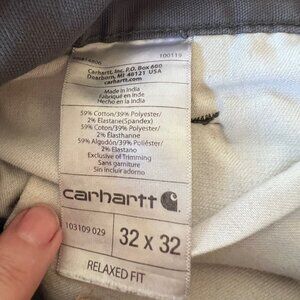 100119
Carhartt, Inc. P.O. Box 600
Dearborn, MI 48121 USA
Made in India
Fabriqué en Inde
Hecho en la India
59% Cotton/39% Polyester/
2% Elastane(Spandex)
59% Coton/39% Polyester/
2% Élasthanne
59% Algodón/39% Poliéster/
2% Elastano
Exclusive of Trimming
Sans garniture
Sin incluir adorno
carhartt
103109 029
32 x 32
RELAXED FIT